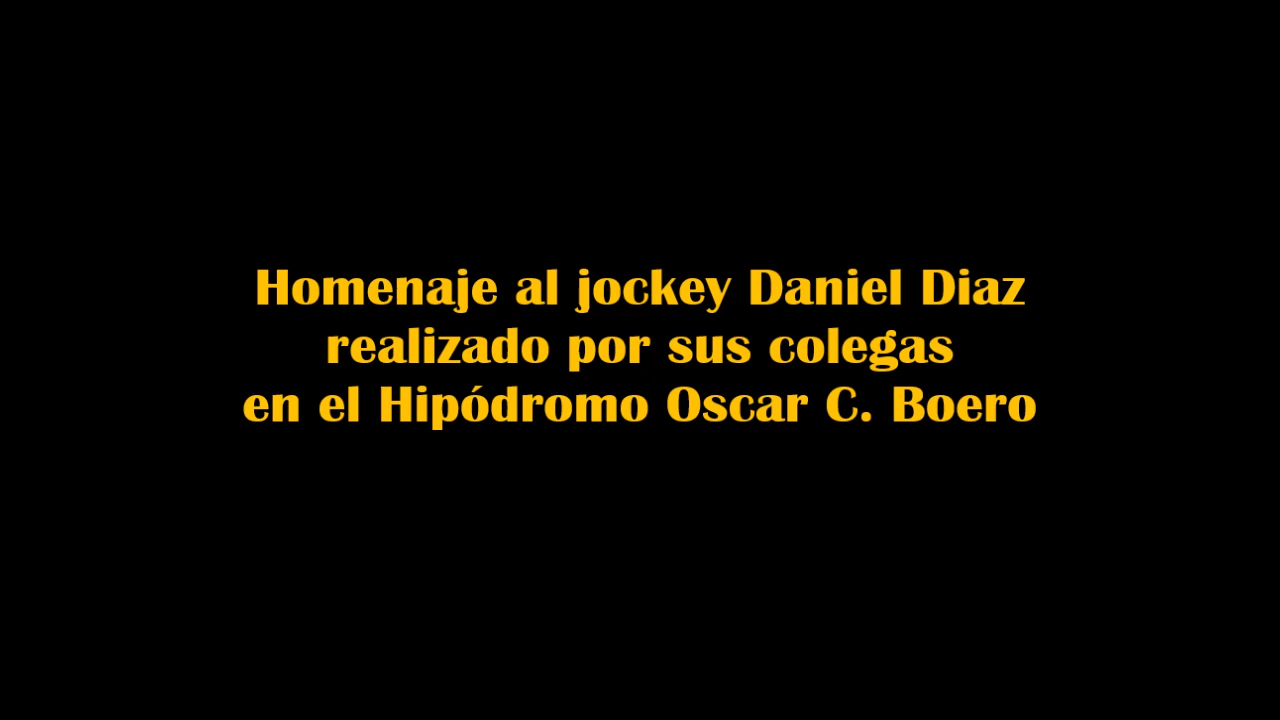 Homenaje al jockey Daniel Diaz
realizado por sus colegas
en el Hipódromo Oscar C. Boero